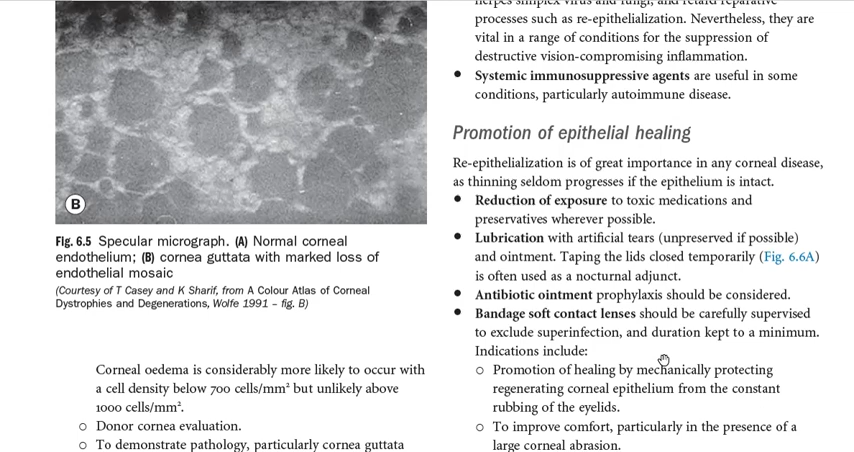 B
Fig. 6.5 Specular micrograph. (A) Normal corneal
endothelium; (B) cornea guttata with marked loss of
endothelial mosaic
(Courtesy of T Casey and K Sharif, from A Colour Atlas of Corneal
Dystrophies and Degenerations, Wolfe 1991 – fig. B)
Corneal oedema is considerably more likely to occur with
a cell density below 700 cells/mm² but unlikely above
1000 cells/mm².
○ Donor cornea evaluation.
○ To demonstrate pathology, particularly cornea guttata
herpes simplex virus and fungi, and retard reparative
processes such as re-epithelialization. Nevertheless, they are
vital in a range of conditions for the suppression of
destructive vision-compromising inflammation.
• Systemic immunosuppressive agents are useful in some
conditions, particularly autoimmune disease.
Promotion of epithelial healing
Re-epithelialization is of great importance in any corneal disease,
as thinning seldom progresses if the epithelium is intact.
• Reduction of exposure to toxic medications and
preservatives wherever possible.
• Lubrication with artificial tears (unpreserved if possible)
and ointment. Taping the lids closed temporarily (Fig. 6.6A)
is often used as a nocturnal adjunct.
• Antibiotic ointment prophylaxis should be considered.
• Bandage soft contact lenses should be carefully supervised
to exclude superinfection, and duration kept to a minimum.
Indications include:
○ Promotion of healing by mechanically protecting
regenerating corneal epithelium from the constant
rubbing of the eyelids.
○ To improve comfort, particularly in the presence of a
large corneal abrasion.